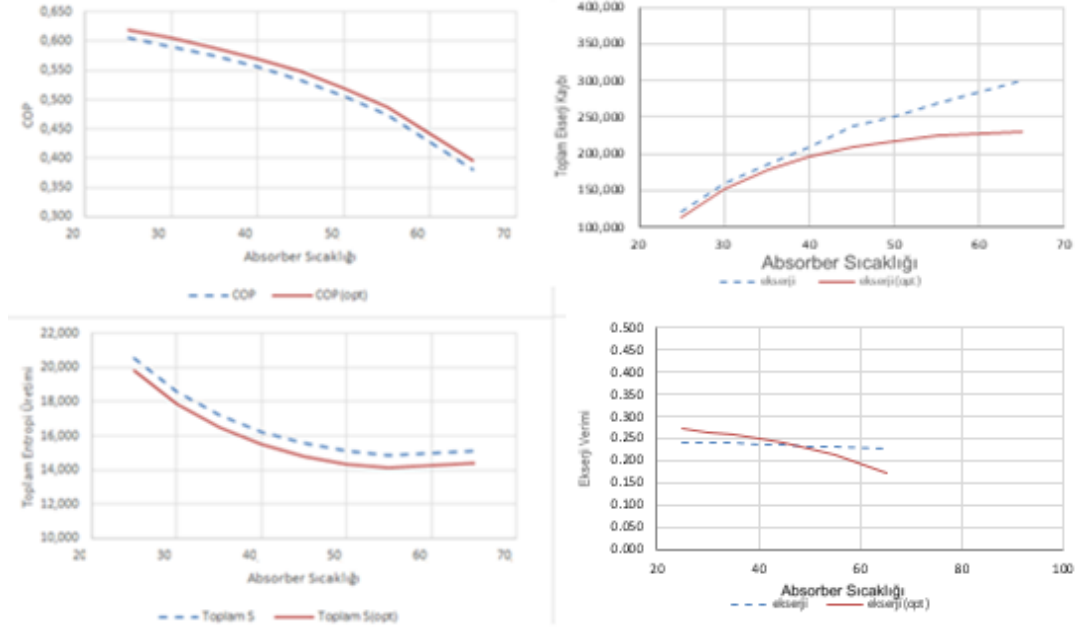 0,650
0,600
0,550
0,500
0,450
0,400
0,350
0,300
COP
20 30 40 50 60 70
Absorber Sıcaklığı
COP COP(opt)
400,000
350,000
300,000
250,000
200,000
150,000
100,000
Toplam Ekserji Kaybı
20 30 40 50 60 70
Absorber Sıcaklığı
ekserji ekserji(opt.)
22,000
20,000
18,000
16,000
14,000
12,000
10,000
Toplam Entropi Üretimi
20 30 40 50 60 70
Absorber Sıcaklığı
Toplam S Toplam S(opt)
0.500
0.450
0.400
0.350
0.300
0.250
0.200
0.150
0.100
0.050
0.000
Ekserji Verimi
20 40 60 80 100
Absorber Sıcaklığı
ekserji ekserji(opt.)